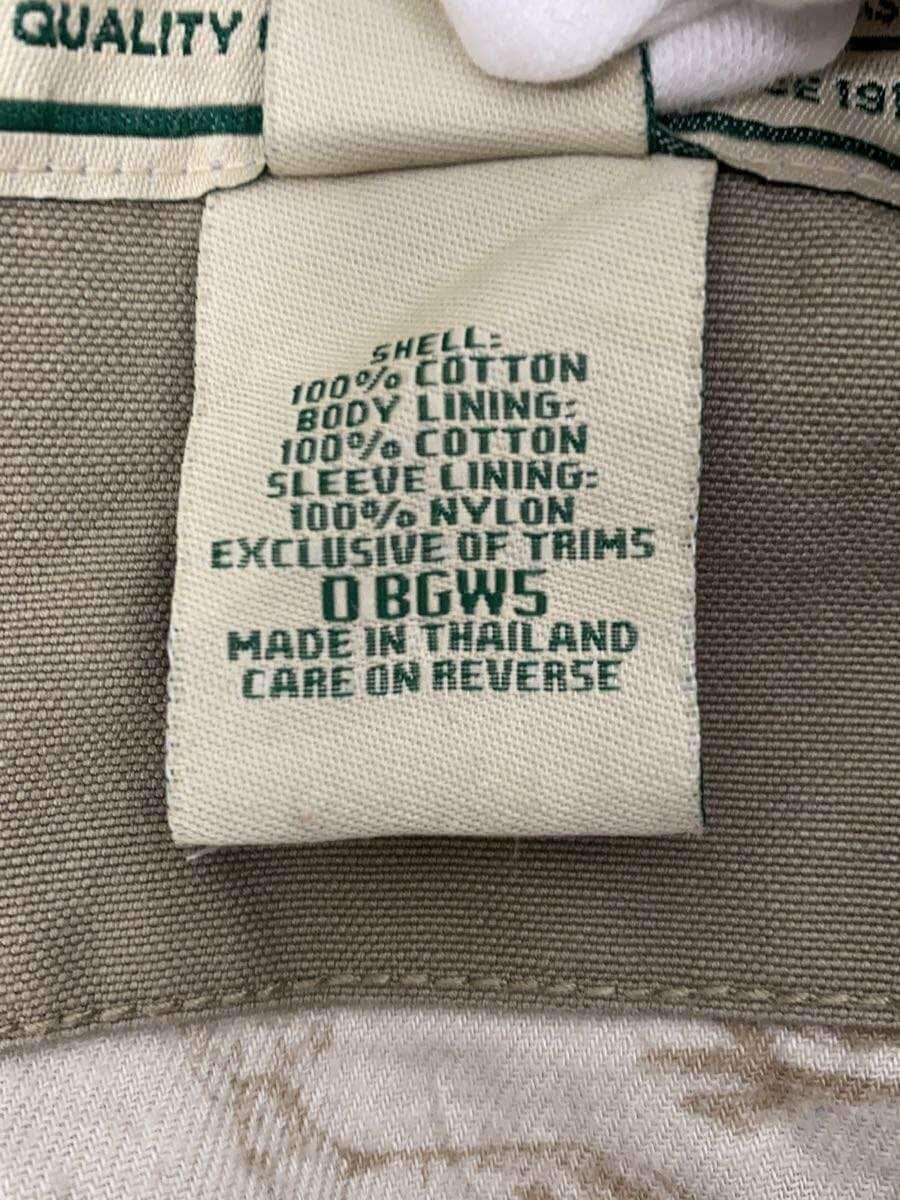 QUALITY
SHELL:
100% COTTON
BODY LINING:
100% COTTON
SLEEVE LINING:
100% NYLON
EXCLUSIVE OF TRIMS
0 BGW5
MADE IN THAILAND
CARE ON REVERSE